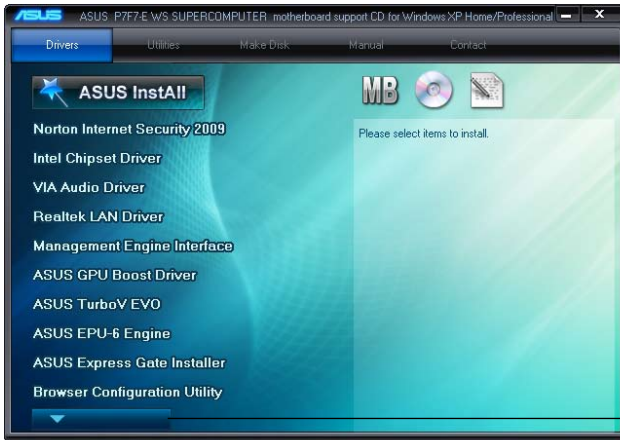 ASUS ASUS P7F7-E WS SUPERCOMPUTER motherboard support CD for Windows XP Home/Professional
Drivers Utilities Make Disk Manual Contact
ASUS InstAll
MB
Norton Internet Security 2009
Please select items to install.
Intel Chipset Driver
VIA Audio Driver
Realtek LAN Driver
Management Engine Interface
ASUS GPU Boost Driver
ASUS TurboV EVO
ASUS EPU-6 Engine
ASUS Express Gate Installer
Browser Configuration Utility